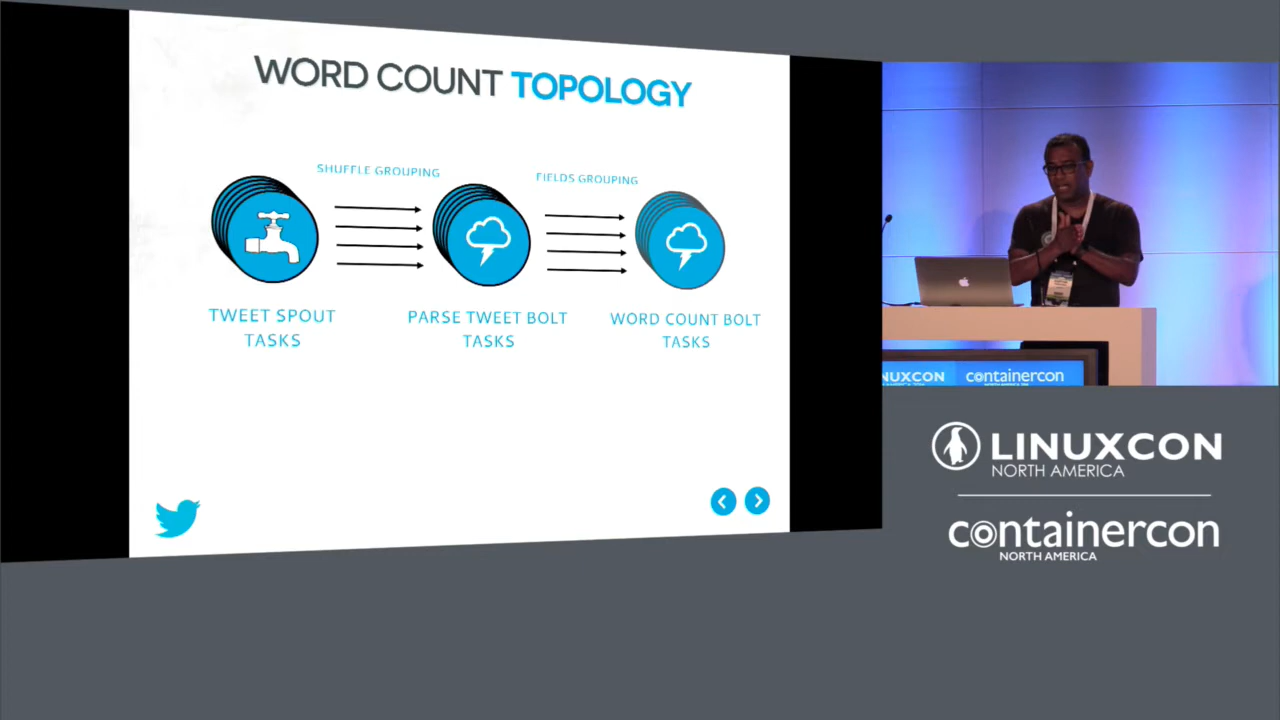 WORD COUNT TOPOLOGY
SHUFFLE GROUPING
FIELDS GROUPING
TWEET SPOUT
TASKS
PARSE TWEET BOLT
TASKS
WORD COUNT BOLT
TASKS
NUXCON
containercon
LINUXCON
NORTH AMERICA
containercon
NORTH AMERICA